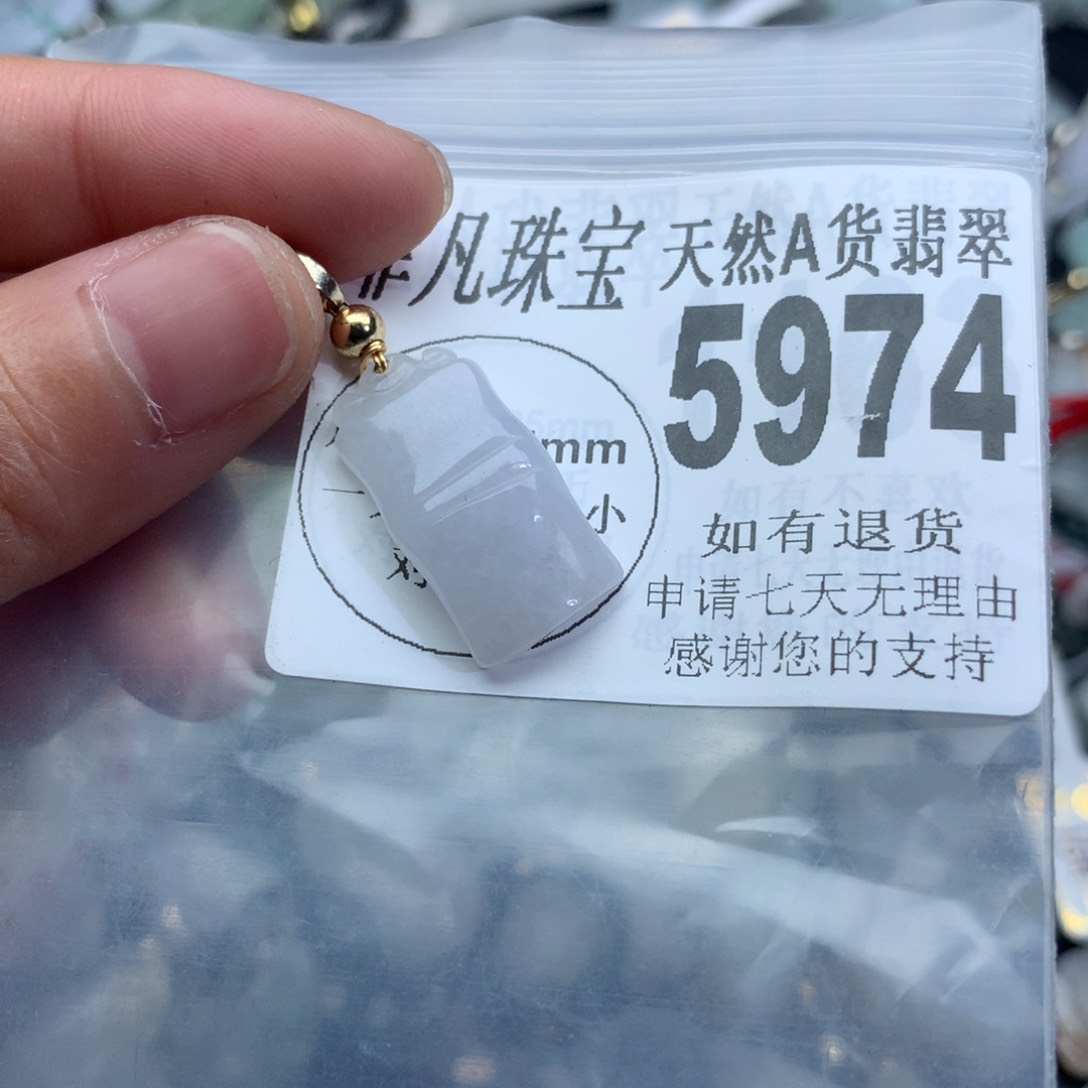 凡珠宝 天然A货翡翠
5974
mm
一 小
如有退货
申请七天无理由
感谢您的支持